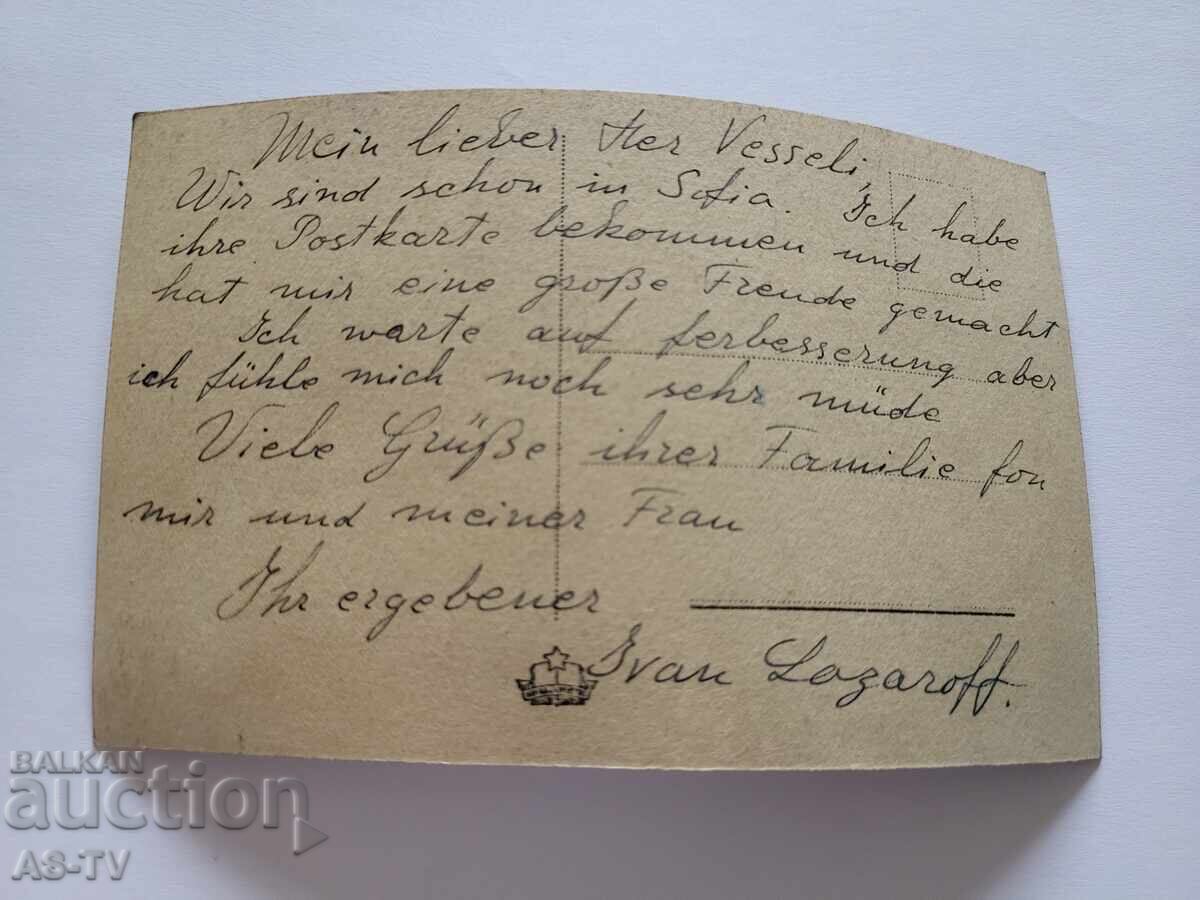 Mein lieber Her Vesseli,
Wir sind schon in Sofia. Ich habe
ihre Postkarte bekommen und die
hat mir eine große Freude gemacht
Ich warte auf ferbesserung aber
ich fühle mich noch sehr müde
Viele Grüße ihrer Familie fon
mir und meiner Frau
Ihr ergebener
Ivan Lazaroff.
BALKAN
auction
AS-TV